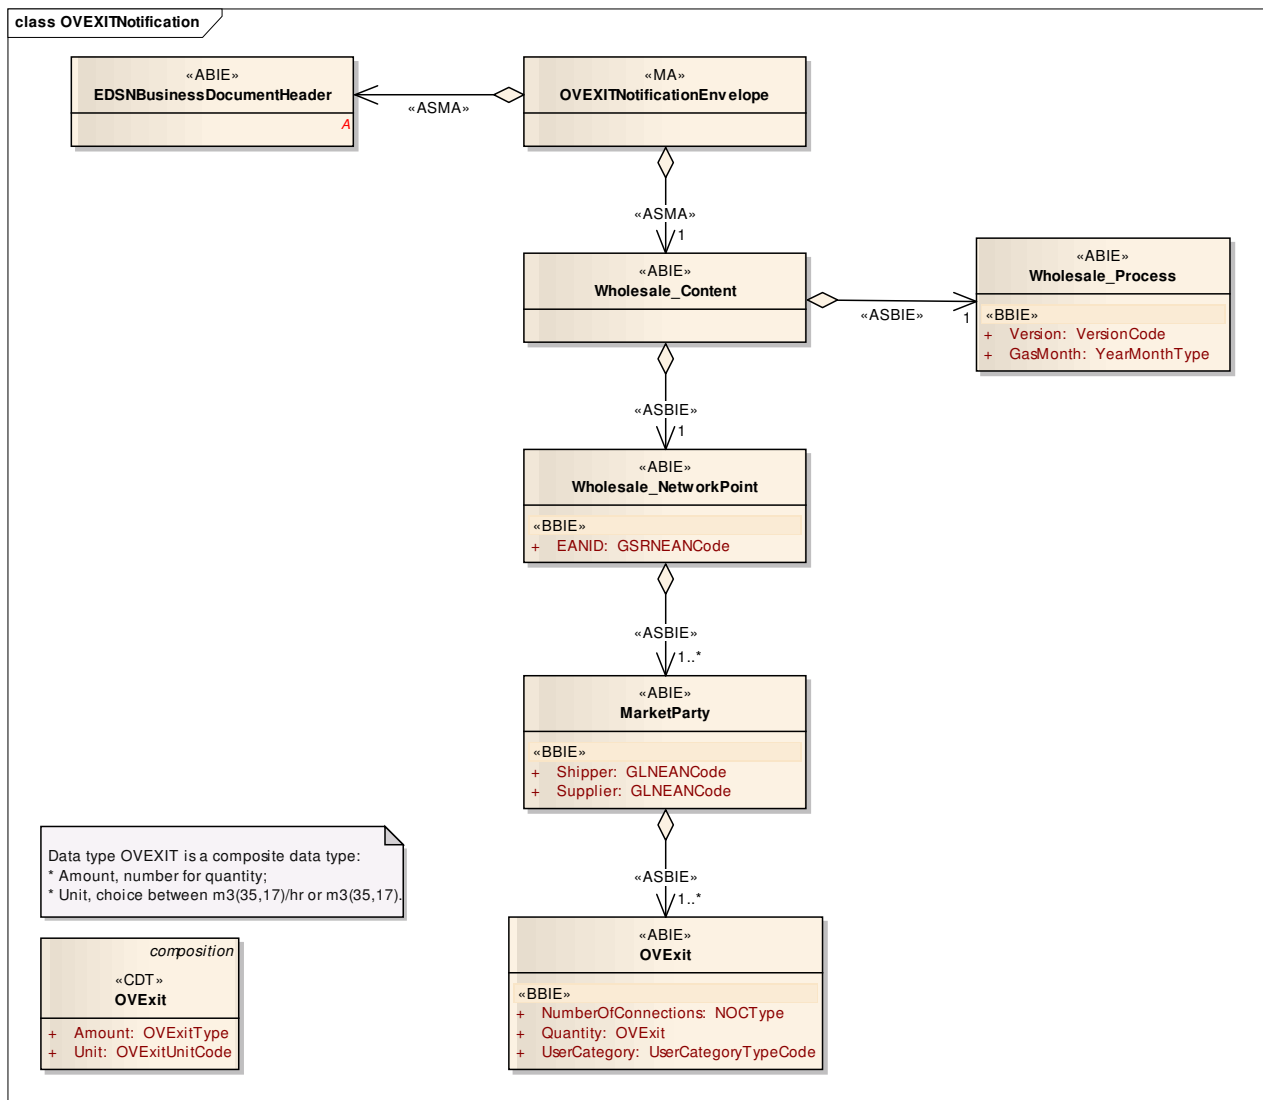 class OVEXITNotification
«ABIE»
EDSNBusinessDocumentHeader
A
«ASMA»
«MA»
OVEXITNotificationEnvelope
«ASMA»
1
«ABIE»
Wholesale_Content
«ASBIE»
1
«ABIE»
Wholesale_Process
«BBIE»
+ Version: VersionCode
+ GasMonth: YearMonthType
«ASBIE»
1
«ABIE»
Wholesale_NetworkPoint
«BBIE»
+ EANID: GSRNEANCode
«ASBIE»
1..*
«ABIE»
MarketParty
«BBIE»
+ Shipper: GLNEANCode
+ Supplier: GLNEANCode
«ASBIE»
1..*
«ABIE»
OVExit
«BBIE»
+ NumberOfConnections: NOCType
+ Quantity: OVExit
+ UserCategory: UserCategoryTypeCode
Data type OVEXIT is a composite data type:
* Amount, number for quantity;
* Unit, choice between m3(35,17)/hr or m3(35,17).
composition
«CDT»
OVExit
+ Amount: OVExitType
+ Unit: OVExitUnitCode